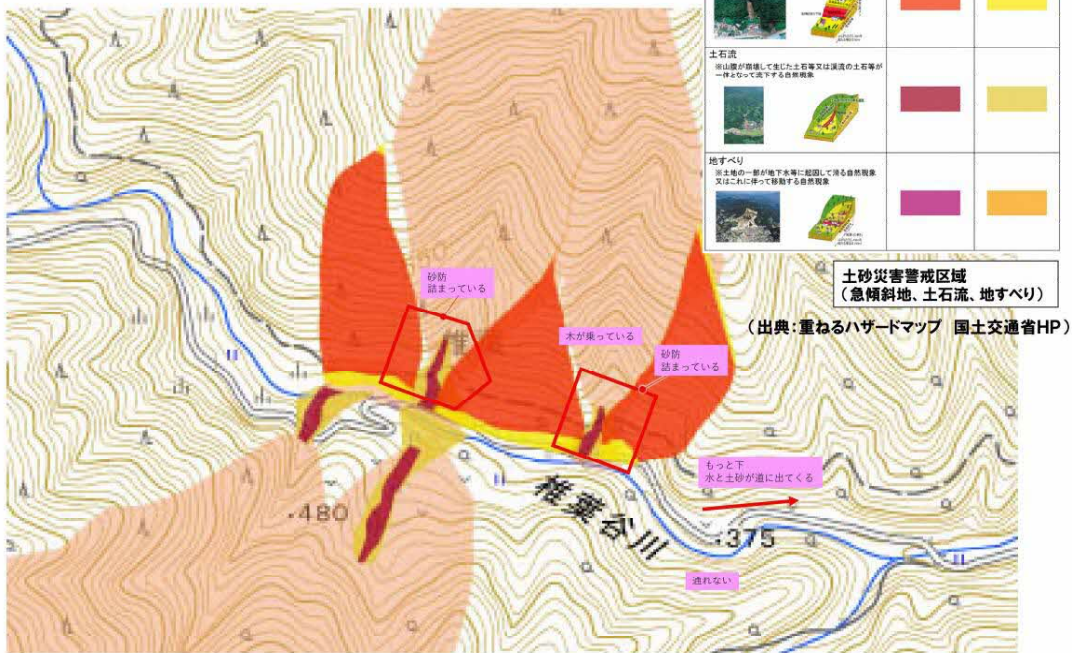 土石流
※山腹が崩壊して生じた土石等又は渓流の土石等が
一体となって流下する自然現象
地すべり
※土地の一部が地下水等に起因して滑る自然現象
又はこれに伴って移動する自然現象
土砂災害警戒区域
(急傾斜地、土石流、地すべり)
(出典:重ねるハザードマップ 国土交通省HP)
砂防
詰まっている
木が乗っている
砂防
詰まっている
もっと下
水と土砂が道に出てくる
椎葉谷川
・480
・375
通れない